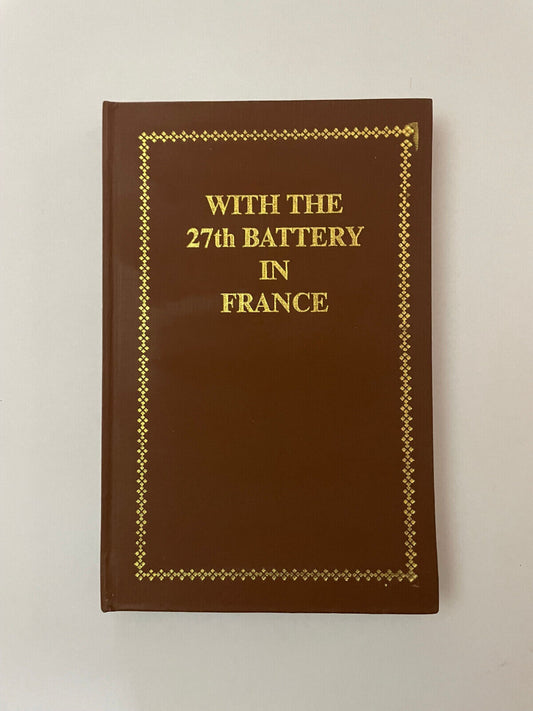 WITH THE
27th BATTERY
IN
FRANCE